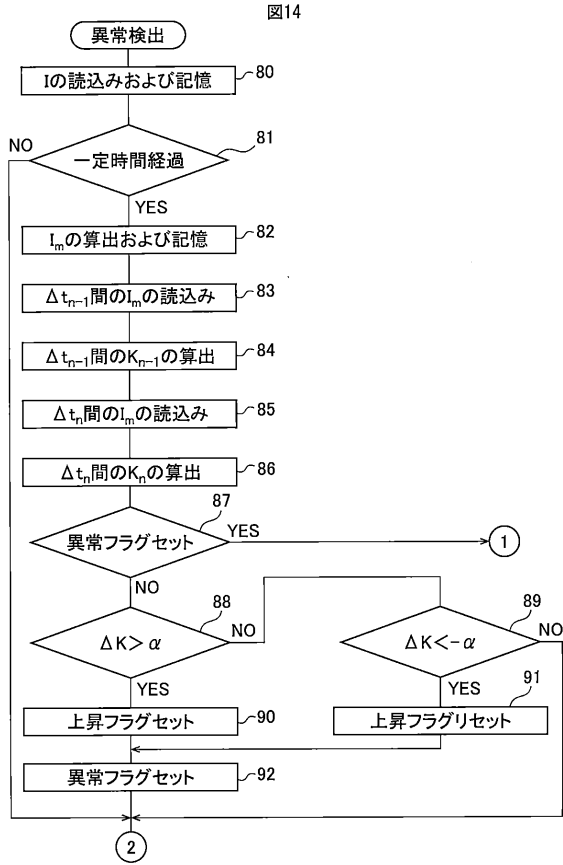 図14
異常検出
Iの読込みおよび記憶
80
一定時間経過
81
NO
YES
Imの算出および記憶
82
Δtn-1間のImの読込み
83
Δtn-1間のKn-1の算出
84
Δtn間のImの読込み
85
Δtn間のKnの算出
86
異常フラグセット
87
YES
1
NO
ΔK>α
88
NO
ΔK<-α
89
NO
YES
YES
上昇フラグセット
90
上昇フラグリセット
91
異常フラグセット
92
2